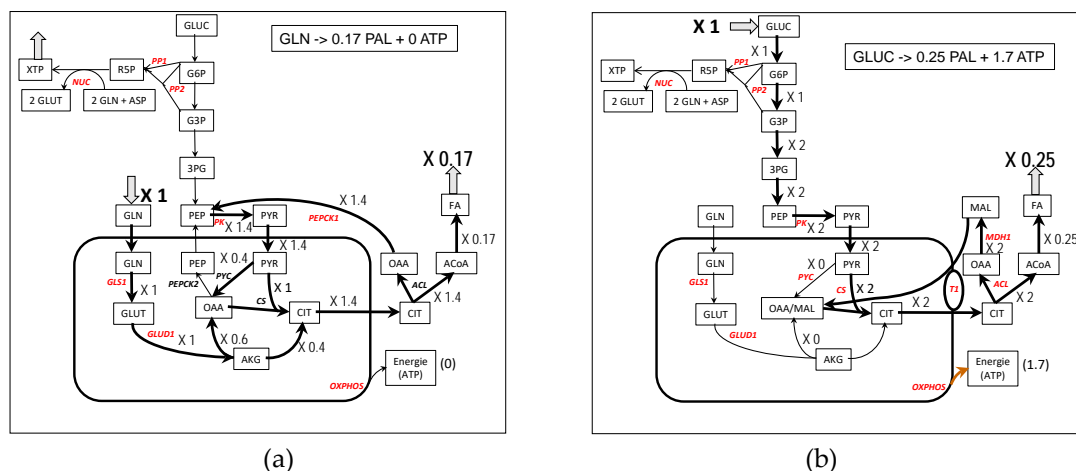 GLUC
GLN -> 0.17 PAL + 0 ATP
XTP
R5P
PP1
G6P
NUC
PP2
2 GLUT
2 GLN + ASP
G3P
3PG
X 0.17
X 1
X 1.4
FA
GLN
PEP
PK
PYR
PEPCK1
X 1.4
X 0.17
X 1.4
GLN
PEP
X 0.4
PYC
PYR
OAA
ACoA
GLS1
X 1
PEPCK2
CS
X 1
ACL
X 1.4
X 1.4
GLUT
OAA
CIT
CIT
GLUD1
X 1
X 0.6
X 0.4
AKG
Energie
(ATP)
(0)
OXPHOS
(a)
X 1
GLUC
X 1
GLUC -> 0.25 PAL + 1.7 ATP
XTP
R5P
PP1
G6P
NUC
PP2
X 1
2 GLUT
2 GLN + ASP
G3P
X 2
3PG
X 0.25
X 2
MAL
FA
GLN
PEP
PK
X 2
PYR
MDH1
X 2
X 0.25
X 2
GLN
X 0
PYR
OAA
ACoA
GLS1
PYC
CS
X 2
T1
ACL
X 2
X 2
GLUT
OAA/MAL
CIT
CIT
GLUD1
X 0
AKG
Energie
(ATP)
(1.7)
OXPHOS
(b)